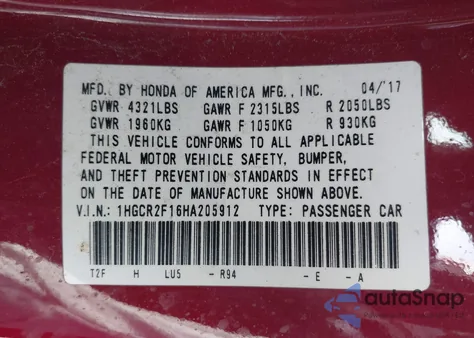 MFD. BY HONDA OF AMERICA MFG., INC. 04/'17
GVWR 4321LBS GAWR F 2315LBS R 2050LBS
GVWR 1960KG GAWR F 1050KG R 930KG
THIS VEHICLE CONFORMS TO ALL APPLICABLE
FEDERAL MOTOR VEHICLE SAFETY, BUMPER,
AND THEFT PREVENTION STANDARDS IN EFFECT
ON THE DATE OF MANUFACTURE SHOWN ABOVE.
V.I.N.: 1HGCR2F16HA205912 TYPE: PASSENGER CAR
T2F H LU5 - R94 - E - A
autoSnap